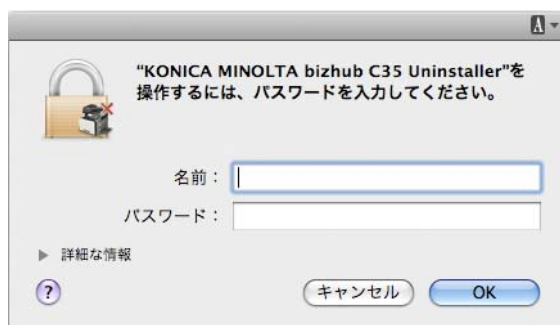 A
“KONICA MINOLTA bizhub C35 Uninstaller”を
操作するには、パスワードを入力してください。
名前：
パスワード：
詳細な情報
?
キャンセル
OK